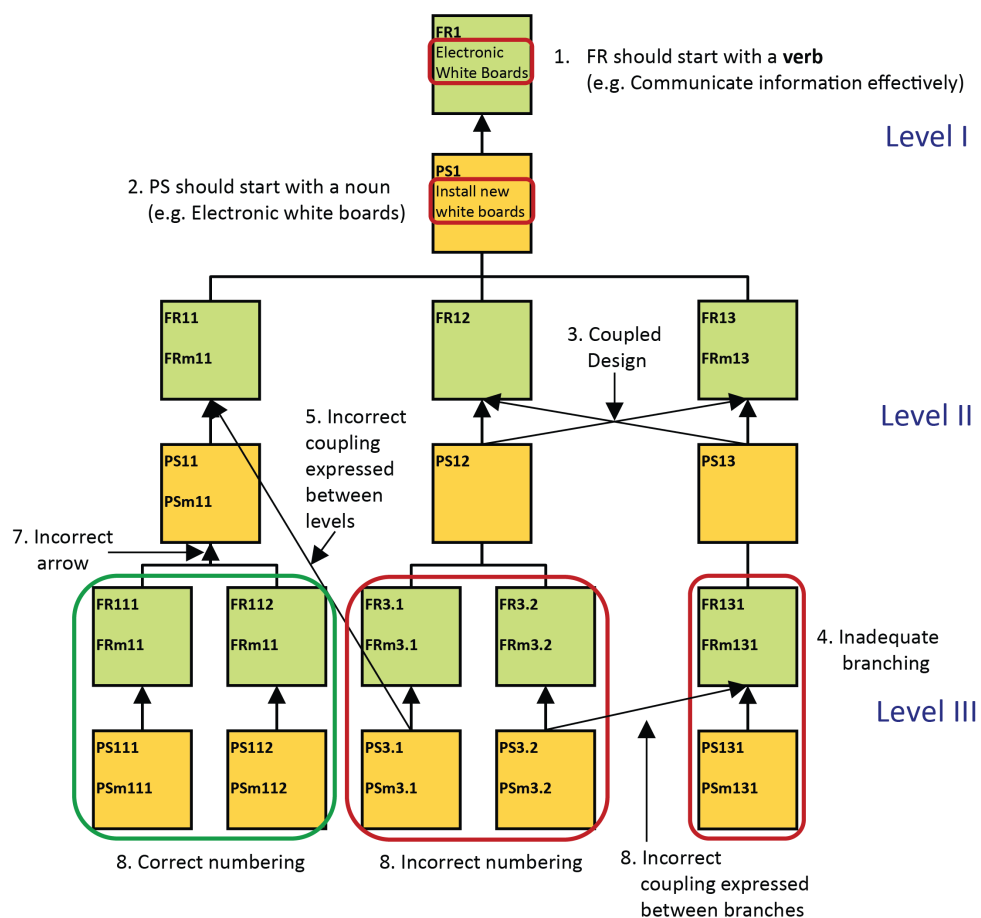 FR1
Electronic
White Boards
1. FR should start with a verb
(e.g. Communicate information effectively)
Level I
PS1
Install new
white boards
2. PS should start with a noun
(e.g. Electronic white boards)
FR11
FRm11
FR12
FR13
FRm13
3. Coupled
Design
Level II
5. Incorrect
coupling
expressed
between
levels
PS11
PSm11
PS12
PS13
7. Incorrect
arrow
FR111
FRm11
FR112
FRm11
FR3.1
FRm3.1
FR3.2
FRm3.2
FR131
FRm131
4. Inadequate
branching
Level III
PS111
PSm111
PS112
PSm112
PS3.1
PSm3.1
PS3.2
PSm3.2
PS131
PSm131
8. Correct numbering
8. Incorrect numbering
8. Incorrect
coupling expressed
between branches